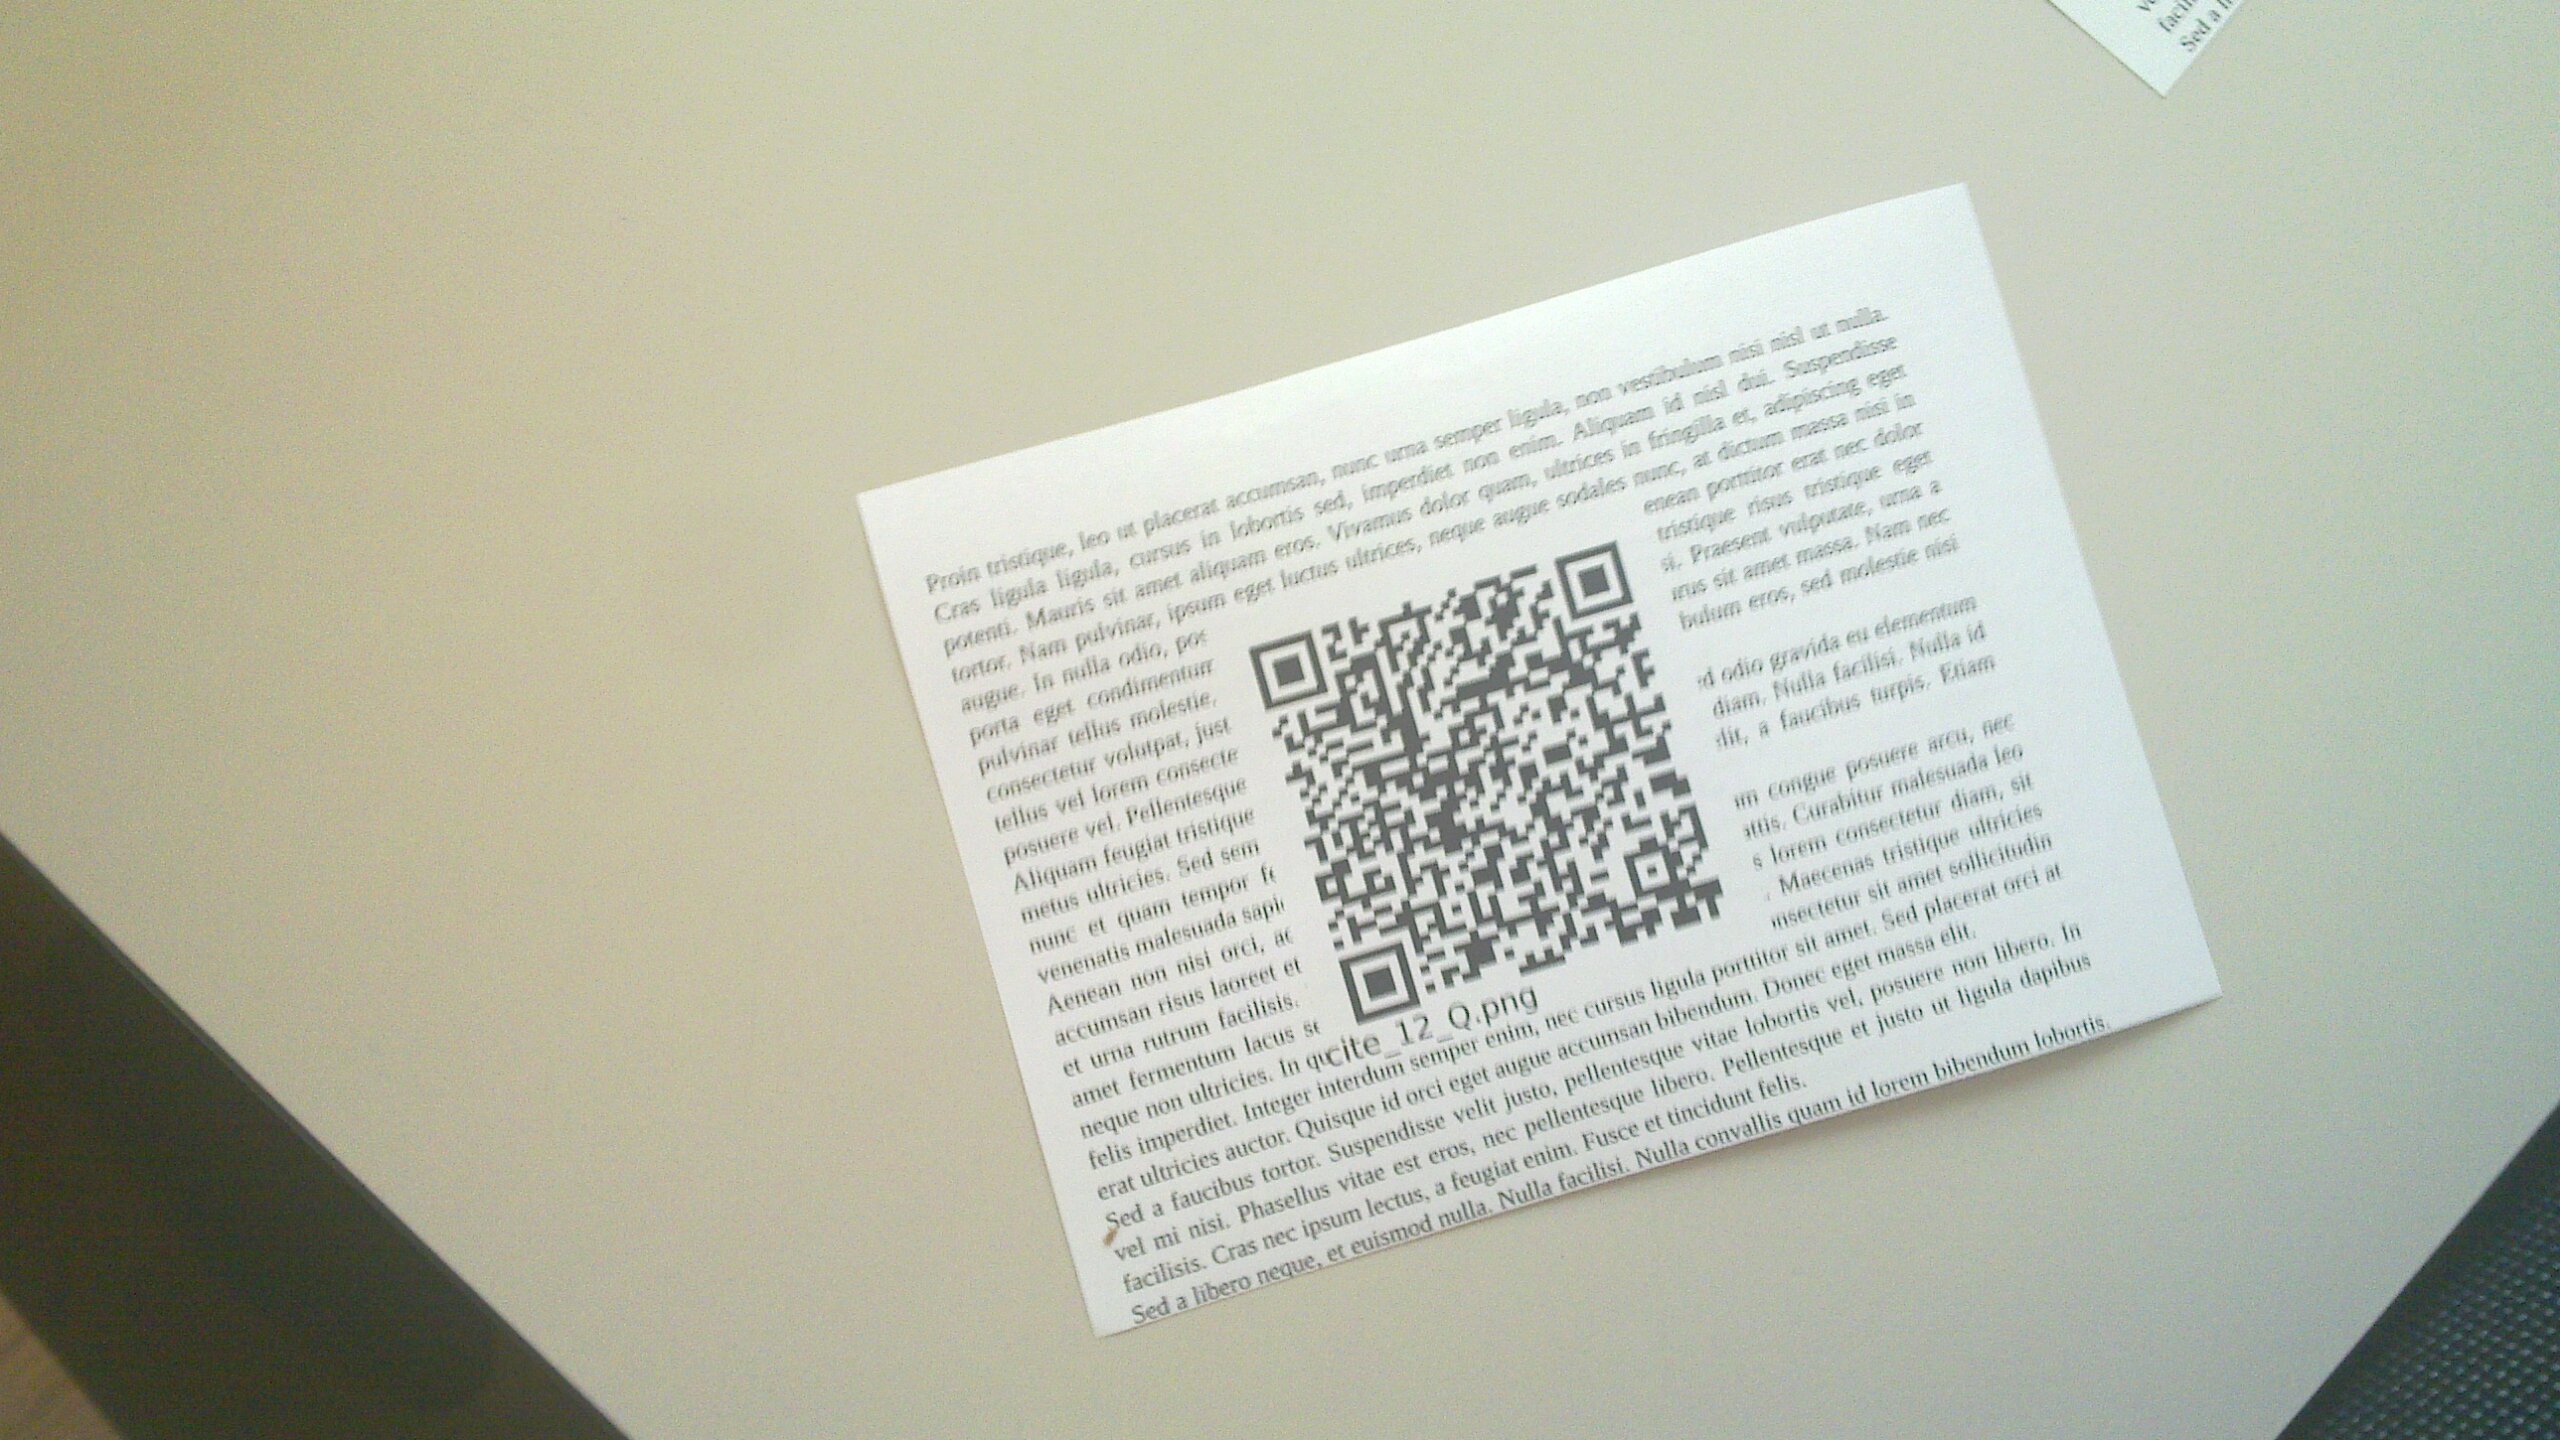 ve
facil
Sed a li
Proin tristique, leo ut placerat accumsan, nunc urna semper ligula, non vestibulum nisi nisl ut nulla.
Cras ligula ligula, cursus in lobortis sed, imperdiet non enim. Aliquam id nisl dui. Suspendisse
potenti. Mauris sit amet aliquam eros. Vivamus dolor quam, ultrices in fringilla et, adipiscing eget
tortor. Nam pulvinar, ipsum eget luctus ultrices, neque augue sodales nunc, at dictum massa nisi in
augue. In nulla odio, pos enean porttitor erat nec dolor
porta eget condimentum tristique risus tristique eget
pulvinar tellus molestie, si. Praesent vulputate, urna a
consectetur volutpat, just urus sit amet massa. Nam nec
tellus vel lorem consecte bulum eros, sed molestie nisi
posuere vel. Pellentesque
Aliquam feugiat tristique d odio gravida eu elementum
metus ultricies. Sed sem diam. Nulla facilisi. Nulla id
nunc et quam tempor fe dit, a faucibus turpis. Etiam
venenatis malesuada sapi
Aenean non nisi orci, ac m congue posuere arcu, nec
accumsan risus laoreet et attis. Curabitur malesuada leo
et urna rutrum facilisis. s lorem consectetur diam, sit
amet fermentum lacus se . Maecenas tristique ultricies
neque non ultricies. In qu nsectetur sit amet sollicitudin
cite_12_Q.png
felis imperdiet. Integer interdum semper enim, nec cursus ligula porttitor sit amet. Sed placerat orci at
erat ultricies auctor. Quisque id orci eget augue accumsan bibendum. Donec eget massa elit.
Sed a faucibus tortor. Suspendisse velit justo, pellentesque vitae lobortis vel, posuere non libero. In
vel mi nisi. Phasellus vitae est eros, nec pellentesque libero. Pellentesque et justo ut ligula dapibus
facilisis. Cras nec ipsum lectus, a feugiat enim. Fusce et tincidunt felis.
Sed a libero neque, et euismod nulla. Nulla facilisi. Nulla convallis quam id lorem bibendum lobortis.